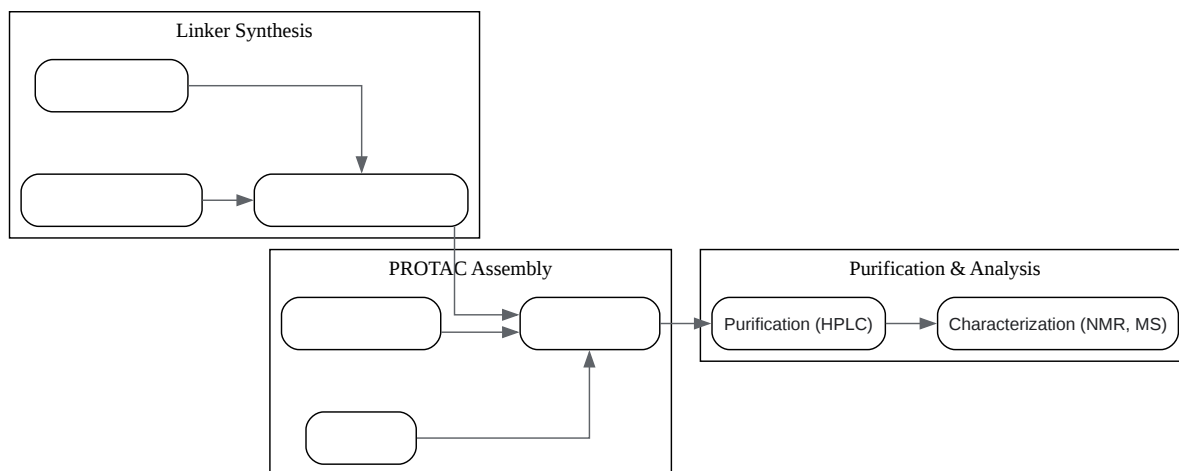 Linker Synthesis
PROTAC Assembly
Purification & Analysis
Purification (HPLC)
Characterization (NMR, MS)